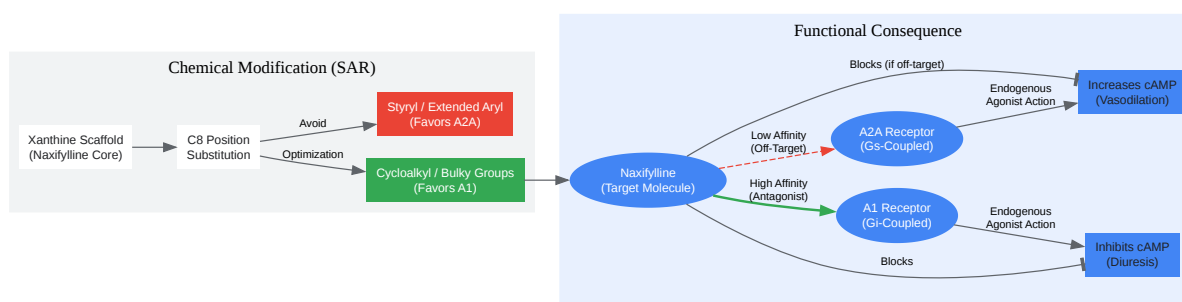 Chemical Modification (SAR)
Xanthine Scaffold
(Naxifylline Core)
C8 Position
Substitution
Avoid
Optimization
Styryl / Extended Aryl
(Favors A2A)
Cycloalkyl / Bulky Groups
(Favors A1)
Functional Consequence
Naxifylline
(Target Molecule)
Blocks (if off-target)
Low Affinity
(Off-Target)
High Affinity
(Antagonist)
Blocks
A2A Receptor
(Gs-Coupled)
A1 Receptor
(Gi-Coupled)
Endogenous
Agonist Action
Endogenous
Agonist Action
Increases cAMP
(Vasodilation)
Inhibits cAMP
(Diuresis)